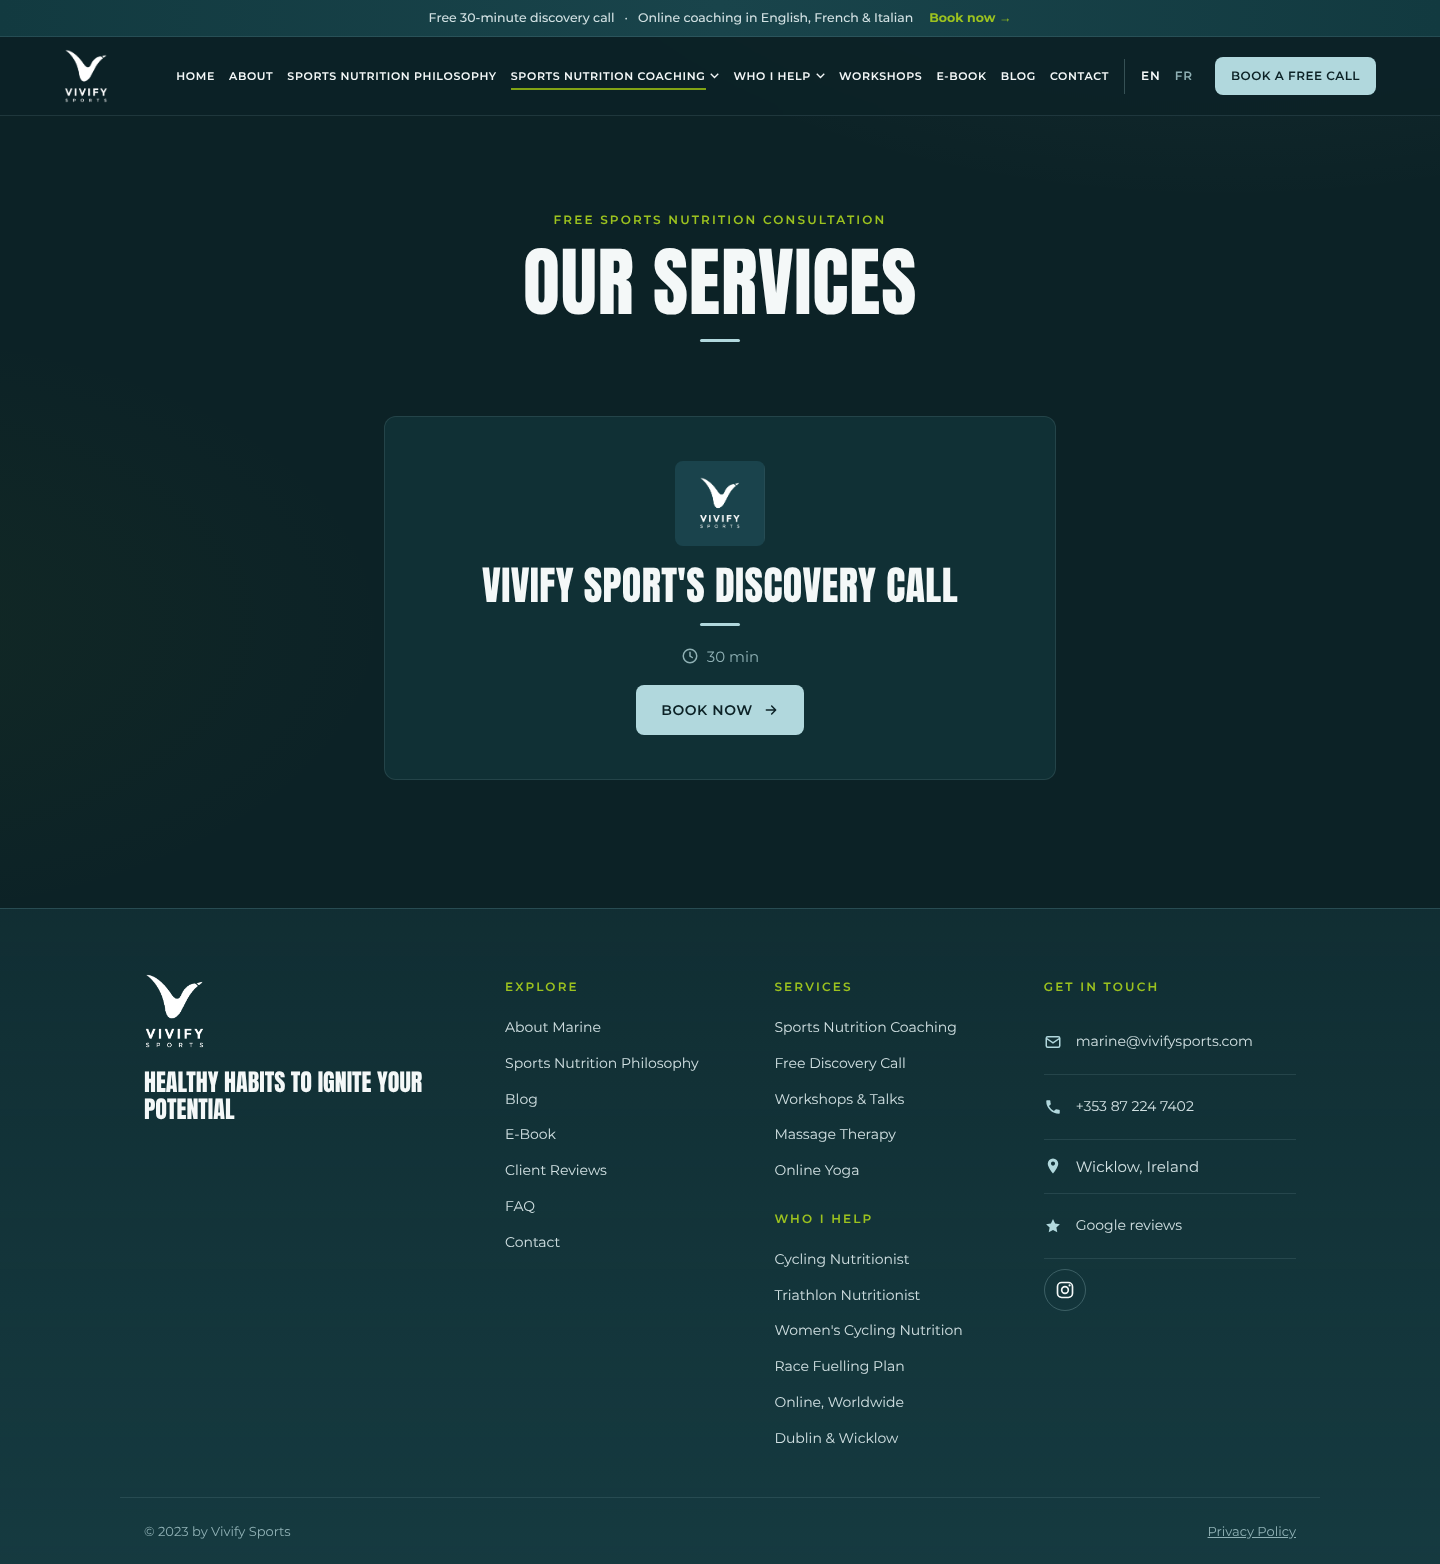 Free 30-minute discovery call · Online coaching in English, French & Italian Book now →
VIVIFY
SPORTS
HOME ABOUT SPORTS NUTRITION PHILOSOPHY SPORTS NUTRITION COACHING WHO I HELP WORKSHOPS E-BOOK BLOG CONTACT EN FR BOOK A FREE CALL
FREE SPORTS NUTRITION CONSULTATION
OUR SERVICES
VIVIFY
SPORTS
VIVIFY SPORT'S DISCOVERY CALL
30 min
BOOK NOW →
VIVIFY
SPORTS
HEALTHY HABITS TO IGNITE YOUR
POTENTIAL
EXPLORE
About Marine
Sports Nutrition Philosophy
Blog
E-Book
Client Reviews
FAQ
Contact
SERVICES
Sports Nutrition Coaching
Free Discovery Call
Workshops & Talks
Massage Therapy
Online Yoga
WHO I HELP
Cycling Nutritionist
Triathlon Nutritionist
Women's Cycling Nutrition
Race Fuelling Plan
Online, Worldwide
Dublin & Wicklow
GET IN TOUCH
marine@vivifysports.com
+353 87 224 7402
Wicklow, Ireland
Google reviews
© 2023 by Vivify Sports
Privacy Policy